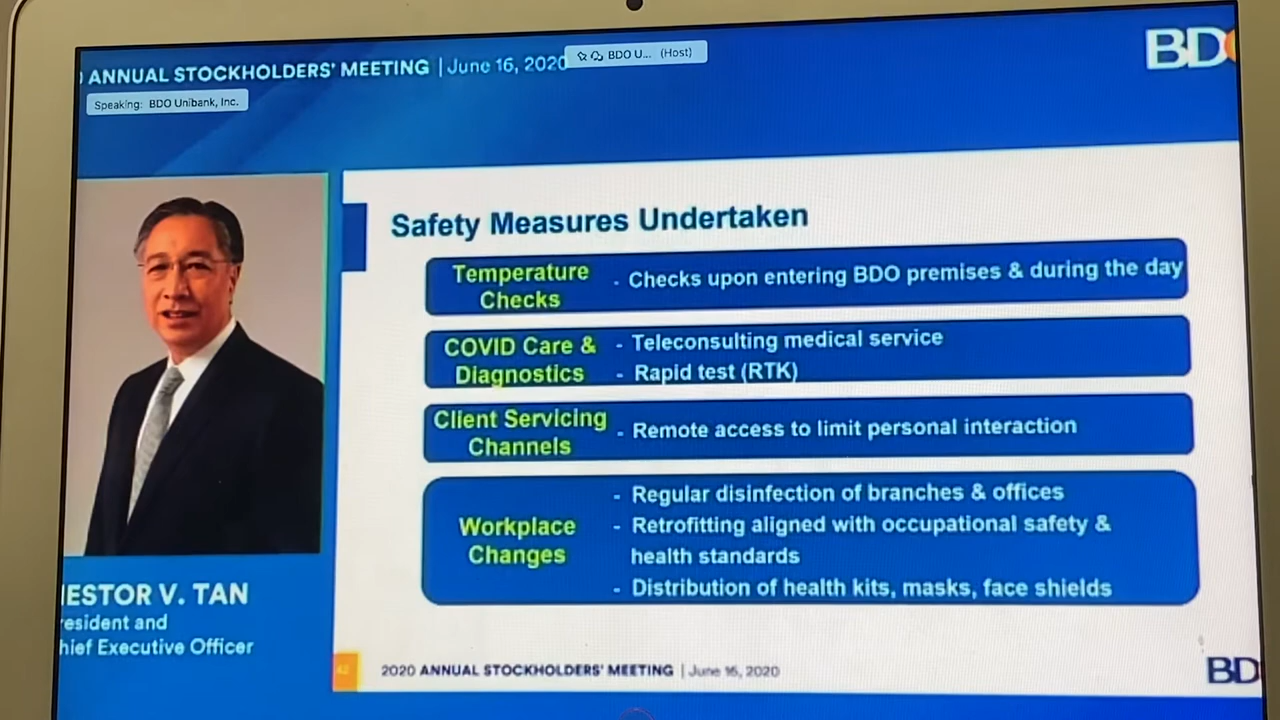 ANNUAL STOCKHOLDERS' MEETING | June 16, 2020
BDO U... (Host)
BD
Speaking: BDO Unibank, Inc.
Safety Measures Undertaken
Temperature Checks - Checks upon entering BDO premises & during the day
COVID Care & Diagnostics
- Teleconsulting medical service
- Rapid test (RTK)
Client Servicing Channels - Remote access to limit personal interaction
Workplace Changes
- Regular disinfection of branches & offices
- Retrofitting aligned with occupational safety &
health standards
- Distribution of health kits, masks, face shields
IESTOR V. TAN
resident and
hief Executive Officer
42
2020 ANNUAL STOCKHOLDERS' MEETING | June 16, 2020
BD